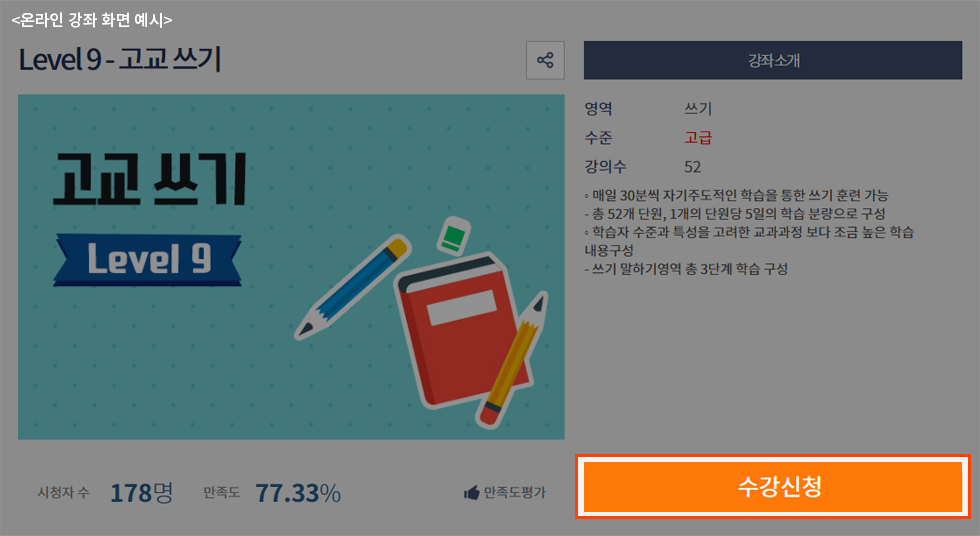 <온라인 강좌 화면 예시>
Level 9 - 고교 쓰기
고교 쓰기
Level 9
시청자 수 178명 만족도 77.33% 만족도평가
강좌소개
영역 쓰기
수준 고급
강의수 52
◦ 매일 30분씩 자기주도적인 학습을 통한 쓰기 훈련 가능
- 총 52개 단원, 1개의 단원당 5일의 학습 분량으로 구성
◦ 학습자 수준과 특성을 고려한 교과과정 보다 조금 높은 학습
내용구성
- 쓰기 말하기영역 총 3단계 학습 구성
수강신청